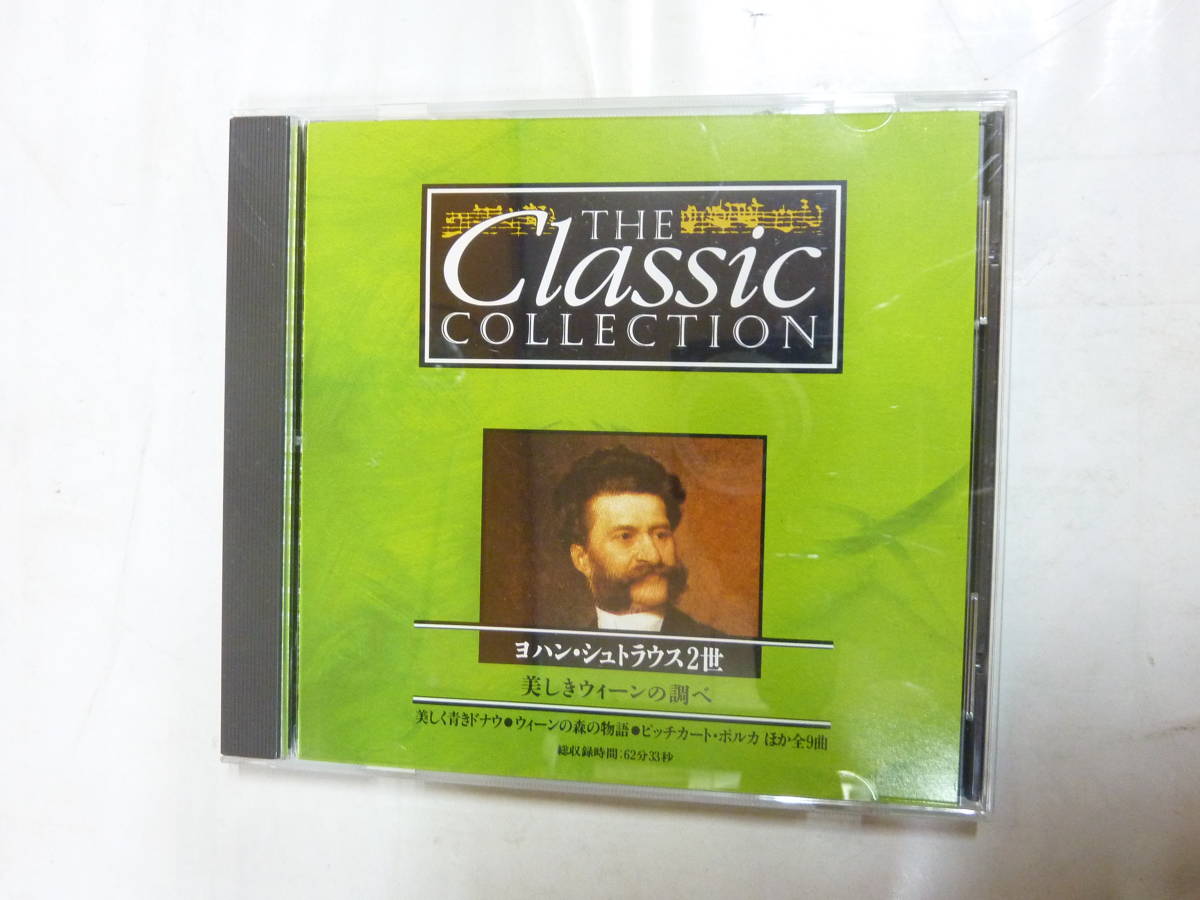 THE
Classic
COLLECTION
ヨハン・シュトラウス2世
美しきウィーンの調べ
美しく青きドナウ●ウィーンの森の物語●ピッチカート・ポルカ ほか全9曲
総収録時間:62分33秒